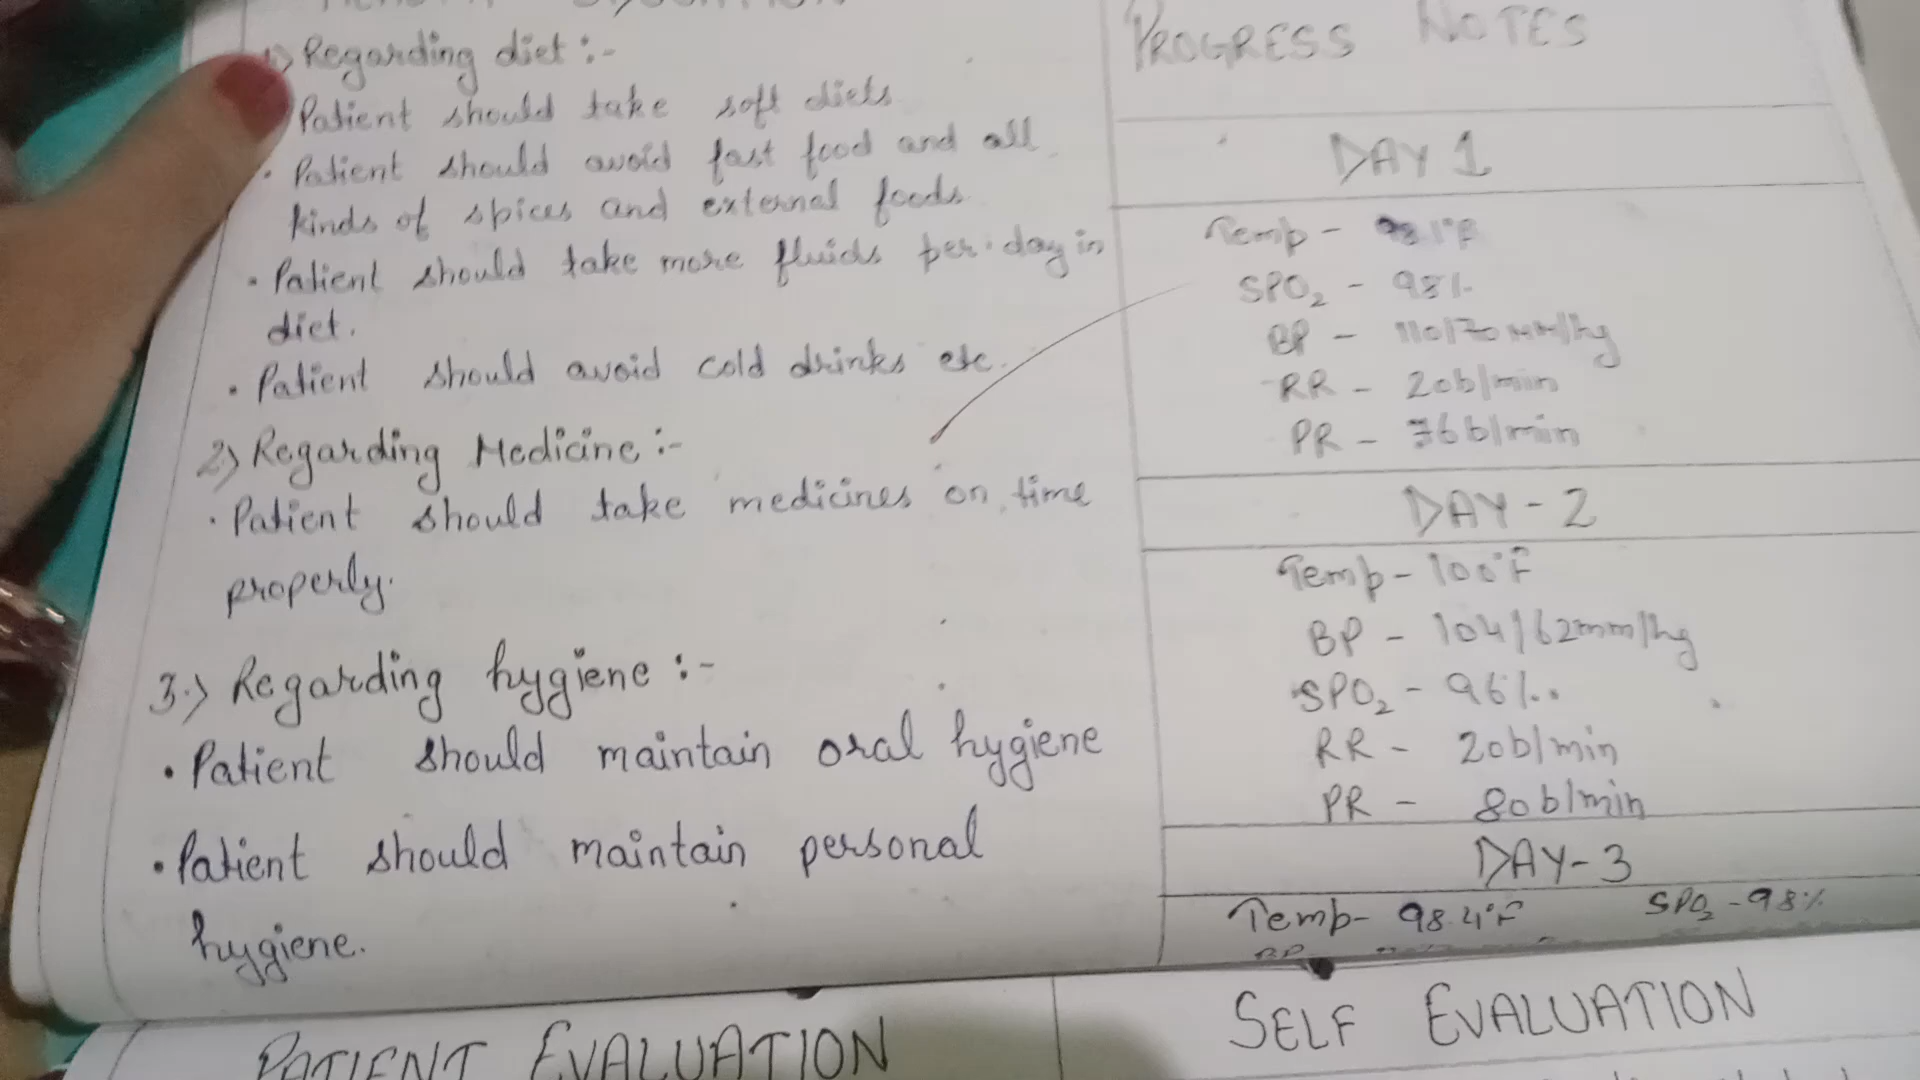 1) Regarding diet :-
Patient should take soft diets
• Patient should avoid fast food and all
kinds of spices and external foods
• Patient should take more fluids per day in
diet.
• Patient should avoid cold drinks etc.
2) Regarding Medicine :-
• Patient should take medicines on time
properly.
3.) Regarding hygiene :-
• Patient should maintain oral hygiene
• Patient should maintain personal
hygiene.
PROGRESS NOTES
DAY 1
Temp -
SPO₂ - 98%
BP - 110/70 mm/hg
RR - 20b/min
PR - 76b/min
DAY - 2
Temp - 100°F
BP - 104/62mm/hg
SPO₂ - 96%.
RR - 20b/min
PR - 80b/min
DAY-3
Temp- 98.4°F SPO₂ - 98%
PATIENT EVALUATION
SELF EVALUATION